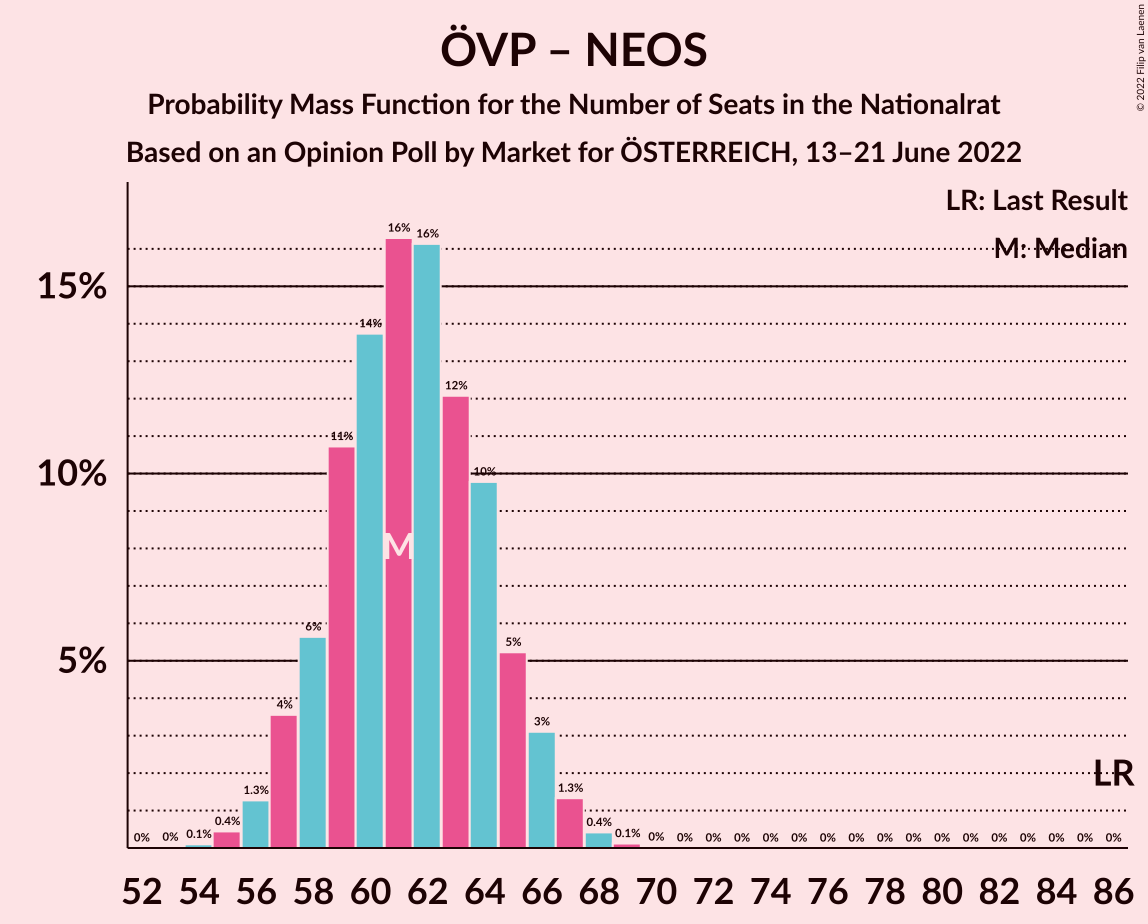 ÖVP – NEOS
Probability Mass Function for the Number of Seats in the Nationalrat
Based on an Opinion Poll by Market for ÖSTERREICH, 13–21 June 2022
© 2022 Filip van Laenen
LR: Last Result
M: Median
15%
10%
5%
0% 0% 0.1% 0.4% 1.3% 4% 6% 11% 14% 16% 16% 12% 10% 5% 3% 1.3% 0.4% 0.1% 0% 0% 0% 0% 0% 0% 0% 0% 0% 0% 0% 0% 0% 0% 0% 0% 0%
M
LR
52 54 56 58 60 62 64 66 68 70 72 74 76 78 80 82 84 86